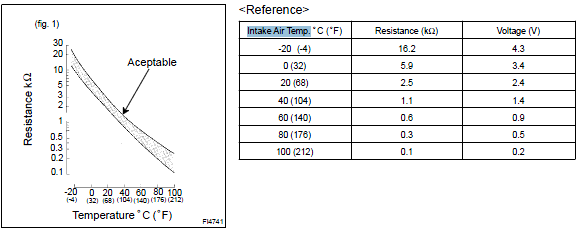 (fig. 1)
30
20
10
5
3
2
1
0.5
0.3
0.2
0.1
Resistance kΩ
Aceptable
-20 0 20 40 60 80 100
(-4) (32) (68) (104) (140) (176) (212)
Temperature °C (°F)
FI4741
<Reference>
Intake Air Temp. °C (°F) Resistance (kΩ) Voltage (V)
-20 (-4) 16.2 4.3
0 (32) 5.9 3.4
20 (68) 2.5 2.4
40 (104) 1.1 1.4
60 (140) 0.6 0.9
80 (176) 0.3 0.5
100 (212) 0.1 0.2